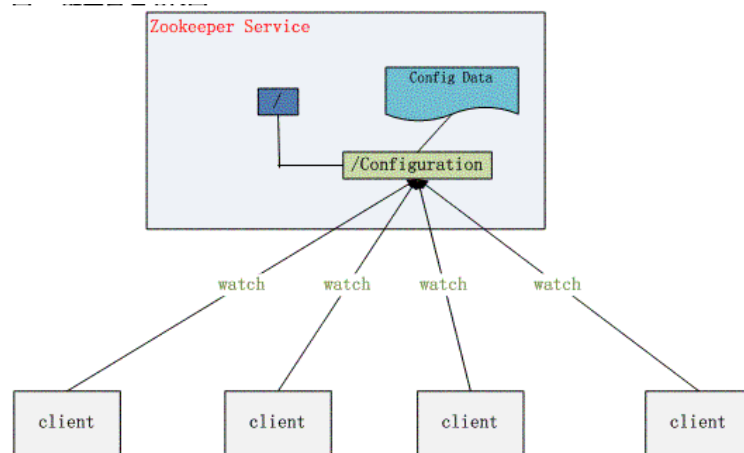 Zookeeper Service
Config Data
/
/Configuration
watch
watch
watch
watch
client
client
client
client